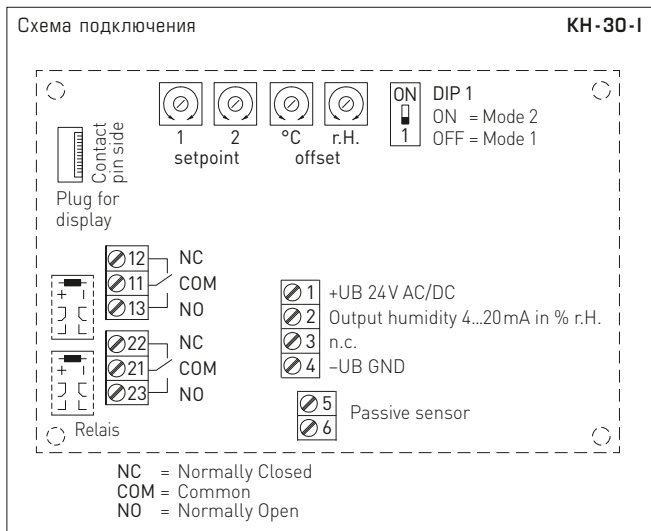 Схема подключения KH-30-I
ON DIP 1
ON = Mode 2
1 OFF = Mode 1
1 2 °C r.H.
setpoint offset
Contact
pin side
Plug for
display
12 NC
11 COM
13 NO
22 NC
21 COM
23 NO
+ –
+ –
Relais
1 +UB 24V AC/DC
2 Output humidity 4...20mA in % r.H.
3 n.c.
4 –UB GND
5 Passive sensor
6
NC = Normally Closed
COM = Common
NO = Normally Open